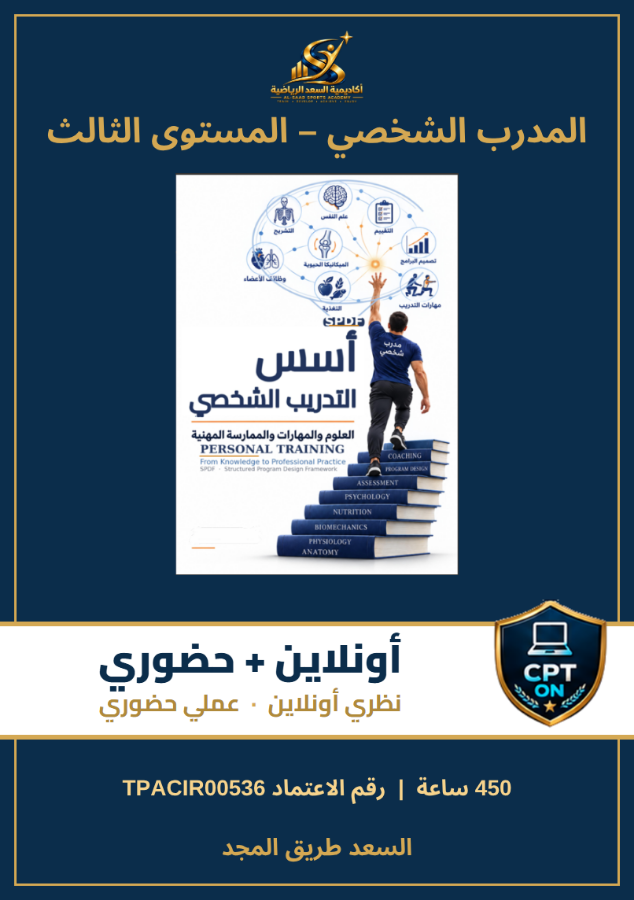 أكاديمية السعد الرياضية
AL-SAAD SPORTS ACADEMY
المدرب الشخصي – المستوى الثالث
علم النفس
التشريح
التقييم
الميكانيكا الحيوية
تصميم البرامج
وظائف الأعضاء
التغذية
مهارات التدريب
SPDF
مدرب
شخصي
أسس
التدريب الشخصي
العلوم والمهارات والممارسة المهنية
PERSONAL TRAINING
From Knowledge to Professional Practice
SPDF - Structured Program Design Framework
COACHING
PROGRAM DESIGN
ASSESSMENT
PSYCHOLOGY
NUTRITION
BIOMECHANICS
PHYSIOLOGY
ANATOMY
أونلاين + حضوري
نظري أونلاين · عملي حضوري
CPT
ON
450 ساعة | رقم الاعتماد TPACIR00536
السعد طريق المجد